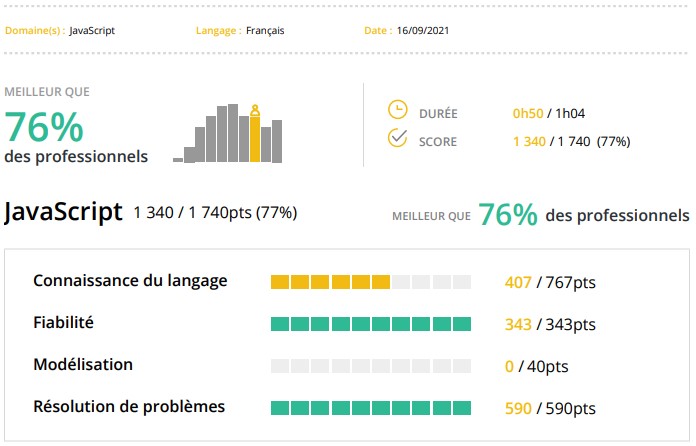 Domaine(s) : JavaScript Langage : Français Date : 16/09/2021
MEILLEUR QUE
76%
des professionnels
DURÉE 0h50 / 1h04
SCORE 1 340 / 1 740 (77%)
JavaScript 1 340 / 1 740pts (77%)
MEILLEUR QUE 76% des professionnels
Connaissance du langage 407 / 767pts
Fiabilité 343 / 343pts
Modélisation 0 / 40pts
Résolution de problèmes 590 / 590pts